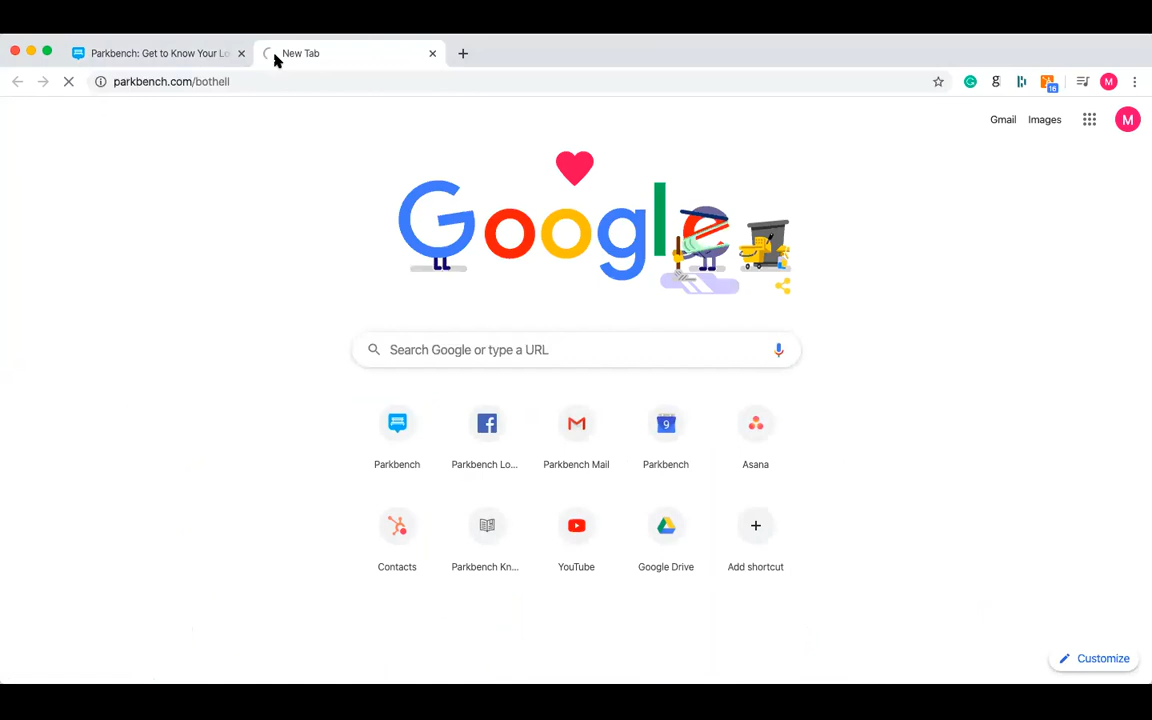 Parkbench: Get to Know Your Lo
New Tab
parkbench.com/bothell
g
16
M
Gmail
Images
M
Google
Search Google or type a URL
9
Parkbench
Parkbench Lo...
Parkbench Mail
Parkbench
Asana
Contacts
Parkbench Kn...
YouTube
Google Drive
Add shortcut
Customize